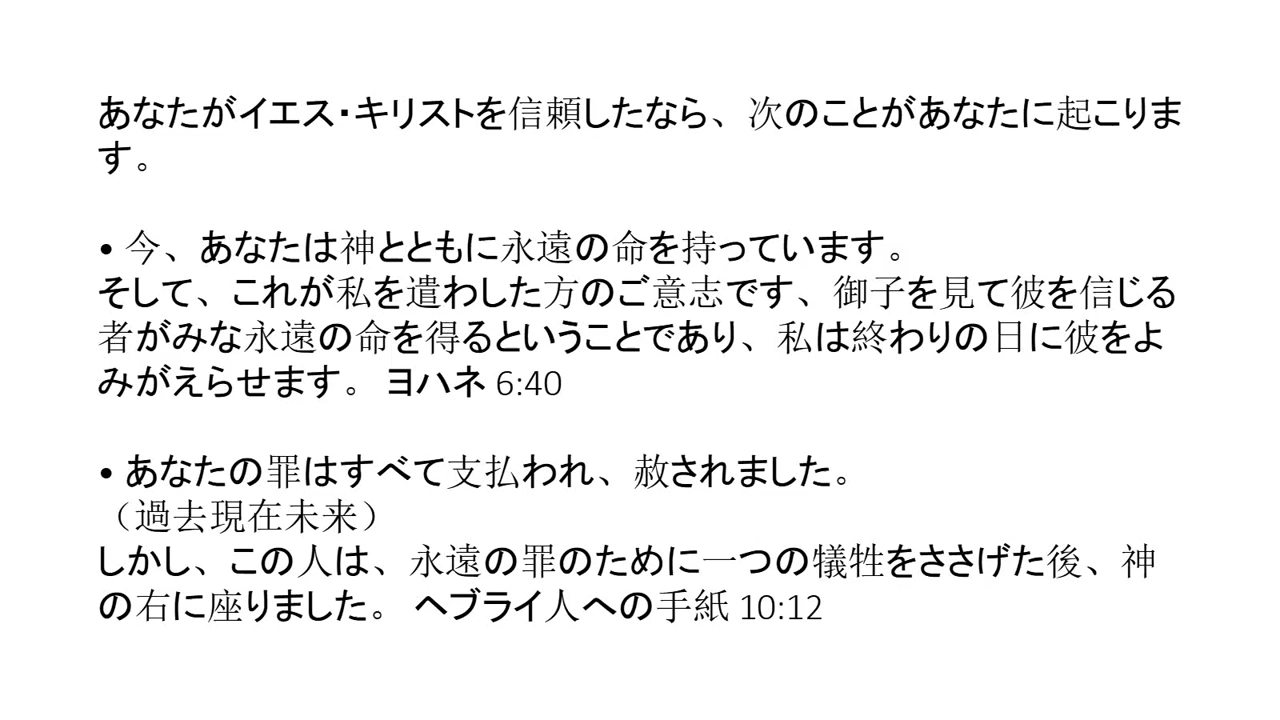 あなたがイエス・キリストを信頼したなら、次のことがあなたに起こりま
す。
• 今、あなたは神とともに永遠の命を持っています。
そして、これが私を遣わした方のご意志です、御子を見て彼を信じる
者がみな永遠の命を得るということであり、私は終わりの日に彼をよ
みがえらせます。 ヨハネ 6:40
• あなたの罪はすべて支払われ、赦されました。
（過去現在未来）
しかし、この人は、永遠の罪のために一つの犠牲をささげた後、神
の右に座りました。 ヘブライ人への手紙 10:12